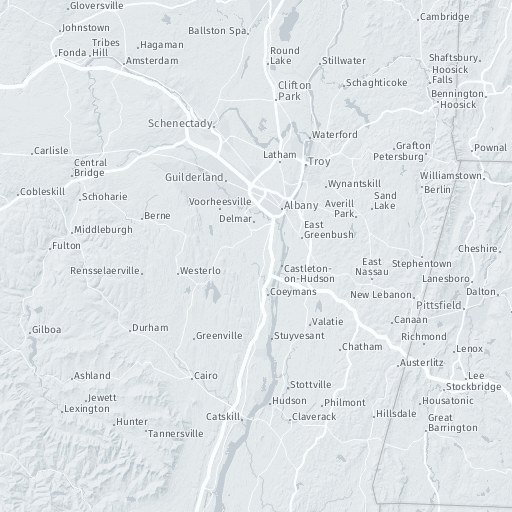 Gloversville
Cambridge
Johnstown
Ballston Spa
Tribes
Hill
Hagaman
Fonda
Amsterdam
Round
Lake
Stillwater
Shaftsbury
Hoosick
Falls
Clifton
Park
Schaghticoke
Bennington
Hoosick
Schenectady
Waterford
Carlisle
Latham
Troy
Grafton
Petersburg
Pownal
Central
Bridge
Guilderland
Wynantskill
Williamstown
Berlin
Cobleskill
Schoharie
Voorheesville
Albany
Averill
Park
Sand
Lake
Berne
Delmar
Middleburgh
East
Greenbush
Fulton
Cheshire
Rensselaerville
Westerlo
Castleton-
on-Hudson
East
Nassau
Stephentown
Lanesboro
Coeymans
New Lebanon
Dalton
Pittsfield
Gilboa
Durham
Greenville
Stuyvesant
Valatie
Canaan
Richmond
Chatham
Lenox
Austerlitz
Ashland
Cairo
Lee
Stockbridge
Stottville
Jewett
Lexington
Hudson
Philmont
Housatonic
Hunter
Catskill
Claverack
Hillsdale
Great
Barrington
Tannersville